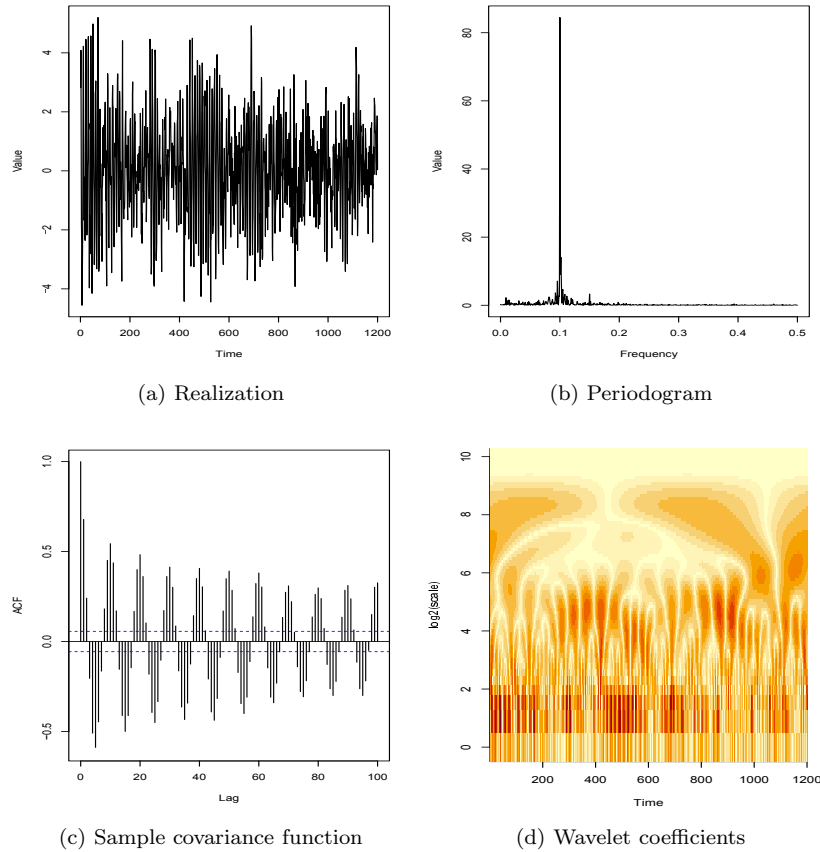 Value
4
2
0
−2
−4
0 200 400 600 800 1000 1200
Time
(a) Realization
Value
80
60
40
20
0
0.0 0.1 0.2 0.3 0.4 0.5
Frequency
(b) Periodogram
ACF
1.0
0.5
0.0
−0.5
0 20 40 60 80 100
Lag
(c) Sample covariance function
log2(scale)
10
8
6
4
2
0
200 400 600 800 1000 1200
Time
(d) Wavelet coefficients